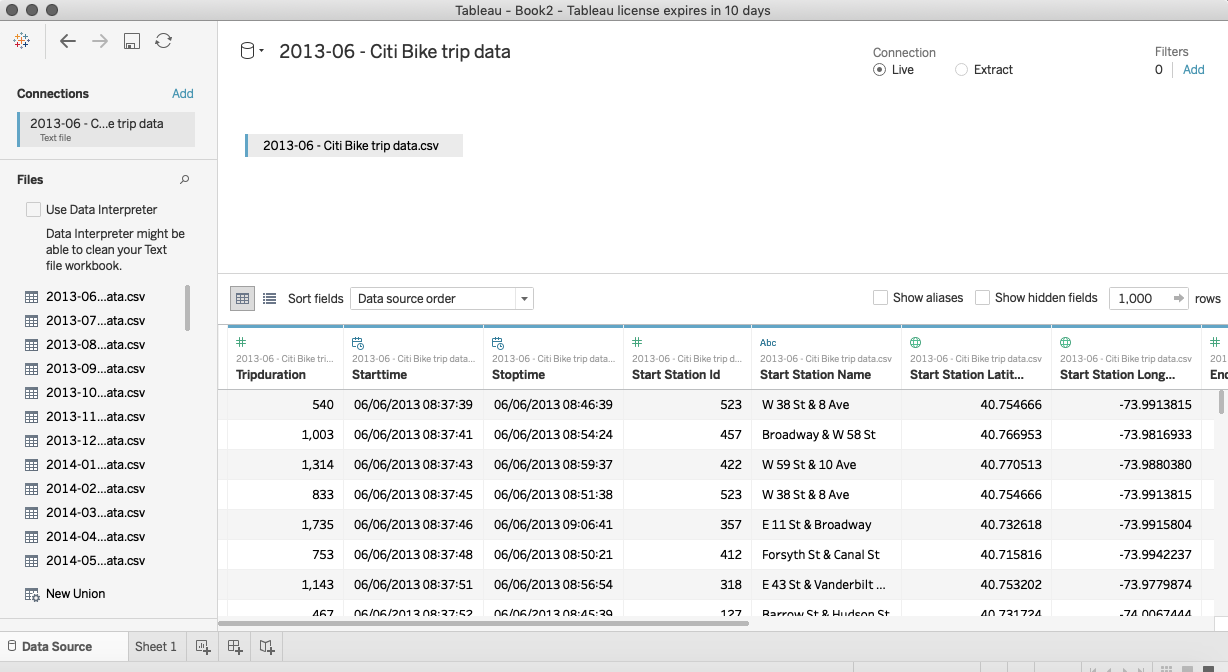 Tableau - Book2 - Tableau license expires in 10 days
2013-06 - Citi Bike trip data
Connection
Live
Extract
Filters
0
Add
Connections
Add
2013-06 - C...e trip data
Text file
2013-06 - Citi Bike trip data.csv
Files
Use Data Interpreter
Data Interpreter might be
able to clean your Text
file workbook.
2013-06...ata.csv
2013-07...ata.csv
2013-08...ata.csv
2013-09...ata.csv
2013-10...ata.csv
2013-11...ata.csv
2013-12...ata.csv
2014-01...ata.csv
2014-02...ata.csv
2014-03...ata.csv
2014-04...ata.csv
2014-05...ata.csv
New Union
Sort fields
Data source order
Show aliases
Show hidden fields
1,000
rows
# Abc #
2013-06 - Citi Bike tri... 2013-06 - Citi Bike trip data... 2013-06 - Citi Bike trip data... 2013-06 - Citi Bike trip d... 2013-06 - Citi Bike trip data.csv 2013-06 - Citi Bike trip data.csv 2013-06 - Citi Bike trip data.csv 201
Tripduration Starttime Stoptime Start Station Id Start Station Name Start Station Latit... Start Station Long... Enc
540 06/06/2013 08:37:39 06/06/2013 08:46:39 523 W 38 St & 8 Ave 40.754666 -73.9913815
1,003 06/06/2013 08:37:41 06/06/2013 08:54:24 457 Broadway & W 58 St 40.766953 -73.9816933
1,314 06/06/2013 08:37:43 06/06/2013 08:59:37 422 W 59 St & 10 Ave 40.770513 -73.9880380
833 06/06/2013 08:37:45 06/06/2013 08:51:38 523 W 38 St & 8 Ave 40.754666 -73.9913815
1,735 06/06/2013 08:37:46 06/06/2013 09:06:41 357 E 11 St & Broadway 40.732618 -73.9915804
753 06/06/2013 08:37:48 06/06/2013 08:50:21 412 Forsyth St & Canal St 40.715816 -73.9942237
1,143 06/06/2013 08:37:51 06/06/2013 08:56:54 318 E 43 St & Vanderbilt ... 40.753202 -73.9779874
467 06/06/2013 08:37:52 06/06/2013 08:45:39 127 Barrow St & Hudson St 40.731724 -74.0067444
Data Source
Sheet 1